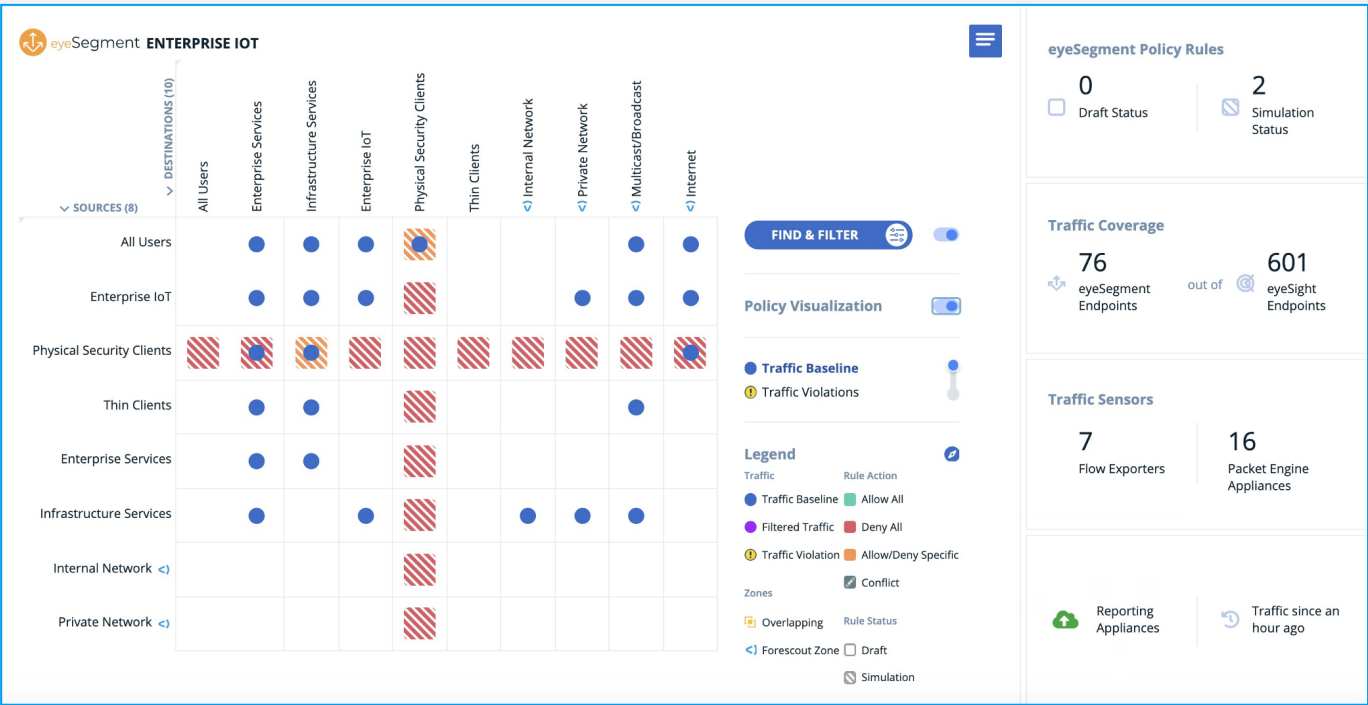 eyeSegment ENTERPRISE IOT
DESTINATIONS (10)
SOURCES (8)
All Users
Enterprise Services
Infrastructure Services
Enterprise IoT
Physical Security Clients
Thin Clients
<) Internal Network
<) Private Network
<) Multicast/Broadcast
<) Internet
All Users
Enterprise IoT
Physical Security Clients
Thin Clients
Enterprise Services
Infrastructure Services
Internal Network <)
Private Network <)
FIND & FILTER
Policy Visualization
Traffic Baseline
Traffic Violations
Legend
Traffic
Rule Action
Traffic Baseline
Allow All
Filtered Traffic
Deny All
Traffic Violation
Allow/Deny Specific
Conflict
Zones
Overlapping
Rule Status
<) Forescout Zone
Draft
Simulation
eyeSegment Policy Rules
0
Draft Status
2
Simulation
Status
Traffic Coverage
76
eyeSegment
Endpoints
out of
601
eyeSight
Endpoints
Traffic Sensors
7
Flow Exporters
16
Packet Engine
Appliances
Reporting
Appliances
Traffic since an
hour ago